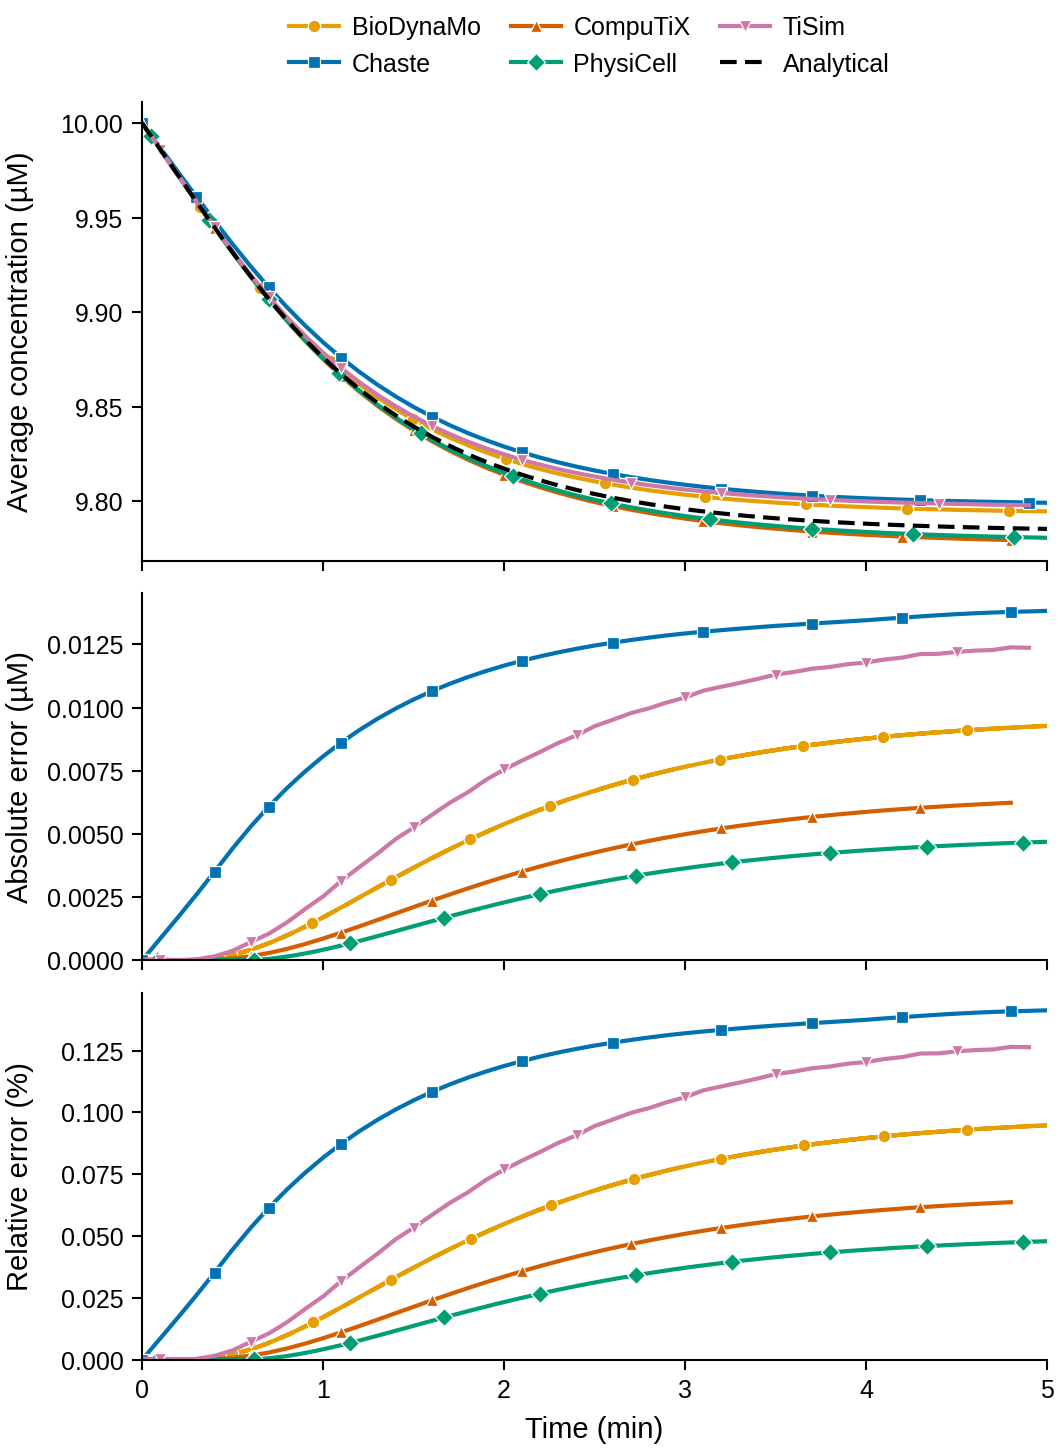 BioDynaMo CompuTiX TiSim
Chaste PhysiCell Analytical
10.00
9.95
9.90
9.85
9.80
Average concentration (µM)
0.0125
0.0100
0.0075
0.0050
0.0025
0.0000
Absolute error (µM)
0.125
0.100
0.075
0.050
0.025
0.000
Relative error (%)
0 1 2 3 4 5
Time (min)